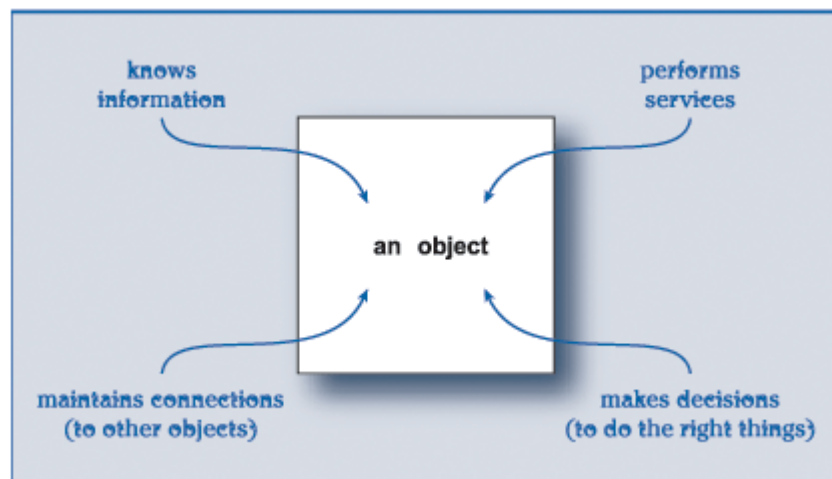 knows
information
performs
services
an object
maintains connections
(to other objects)
makes decisions
(to do the right things)